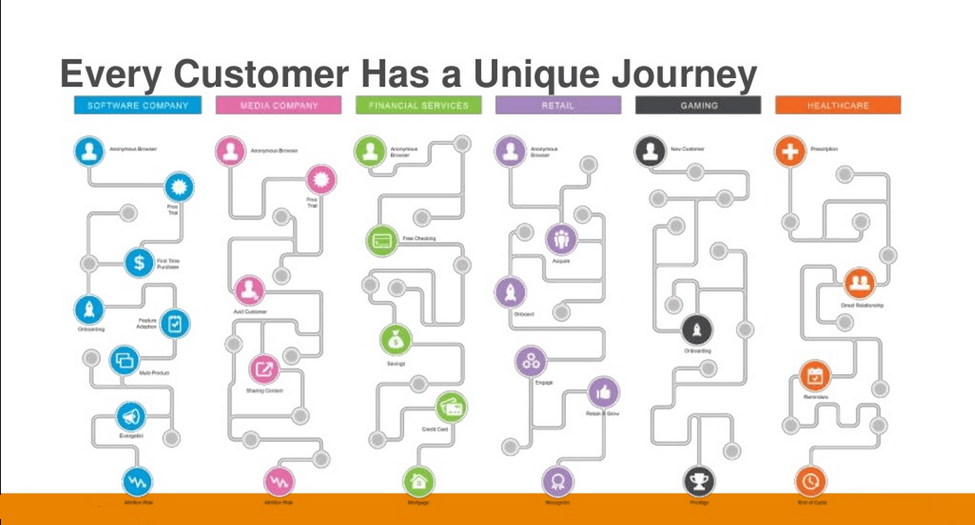 Every Customer Has a Unique Journey
SOFTWARE COMPANY
MEDIA COMPANY
FINANCIAL SERVICES
RETAIL
GAMING
HEALTHCARE
Anonymous Browser
Free
Trial
$
First Time
Purchase
Onboarding
Feature
Adoption
Multi-Product
Evangelist
Attrition Risk
Anonymous Browser
Free
Trial
Avid Customer
Sharing Content
Attrition Risk
Anonymous
Browser
Free Checking
$
Savings
Credit Card
Mortgage
Anonymous
Browser
Acquire
Onboard
Engage
Retain & Grow
Recognize
New Customer
Onboarding
Prestige
Prescription
Direct Relationship
Reminders
End of Cycle